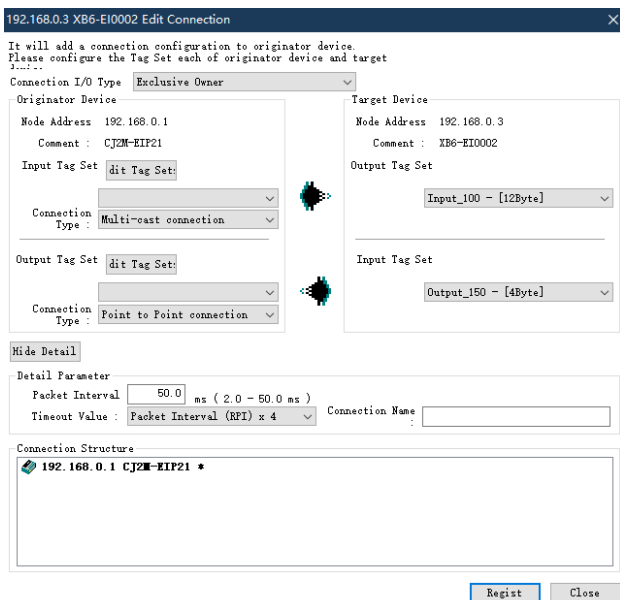 192.168.0.3 XB6-EI0002 Edit Connection
It will add a connection configuration to originator device.
Please configure the Tag Set each of originator device and target
Connection I/O Type Exclusive Owner
Originator Device
Target Device
Node Address 192.168.0.1
Node Address 192.168.0.3
Comment : CJ2M-EIP21
Comment : XB6-EI0002
Input Tag Set dit Tag Set:
Output Tag Set
Input_100 - [12Byte]
Connection
Type : Multi-cast connection
Output Tag Set dit Tag Set:
Input Tag Set
Output_150 - [4Byte]
Connection
Type : Point to Point connection
Hide Detail
Detail Parameter
Packet Interval 50.0 ms ( 2.0 - 50.0 ms )
Timeout Value : Packet Interval (RPI) x 4
Connection Name
:
Connection Structure
192.168.0.1 CJ2M-EIP21 *
Regist Close